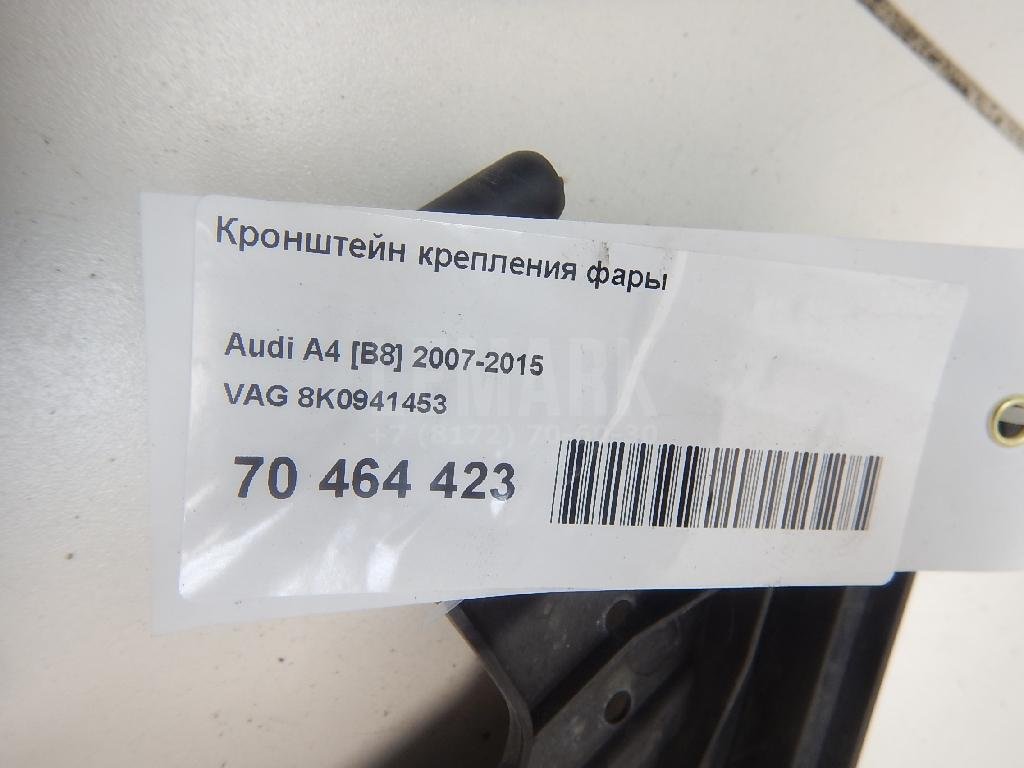 Кронштейн крепления фары
Audi A4 [B8] 2007-2015
VAG 8K0941453
70 464 423